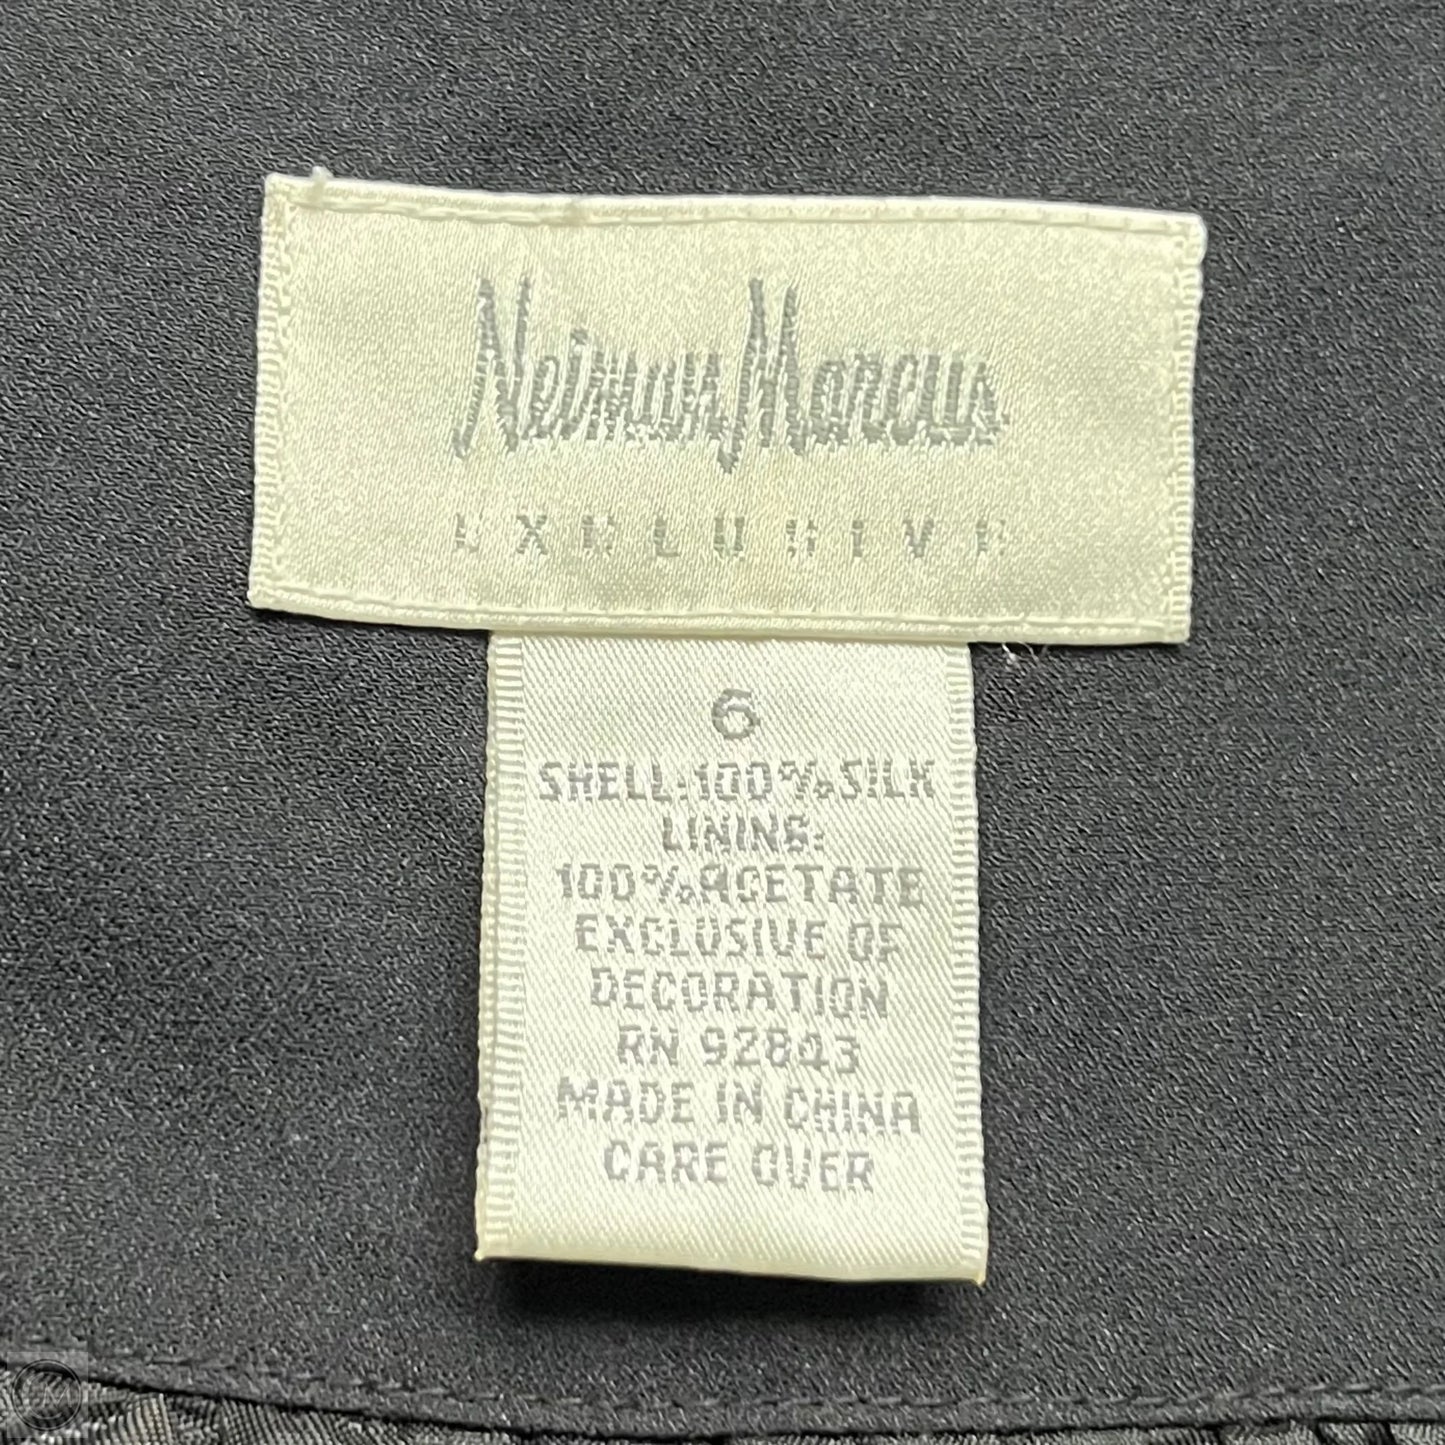 Neiman Marcus
EXCLUSIVE
6
SHELL:100%SILK
LINING:
100%ACETATE
EXCLUSIVE OF
DECORATION
RN 92843
MADE IN CHINA
CARE OVER